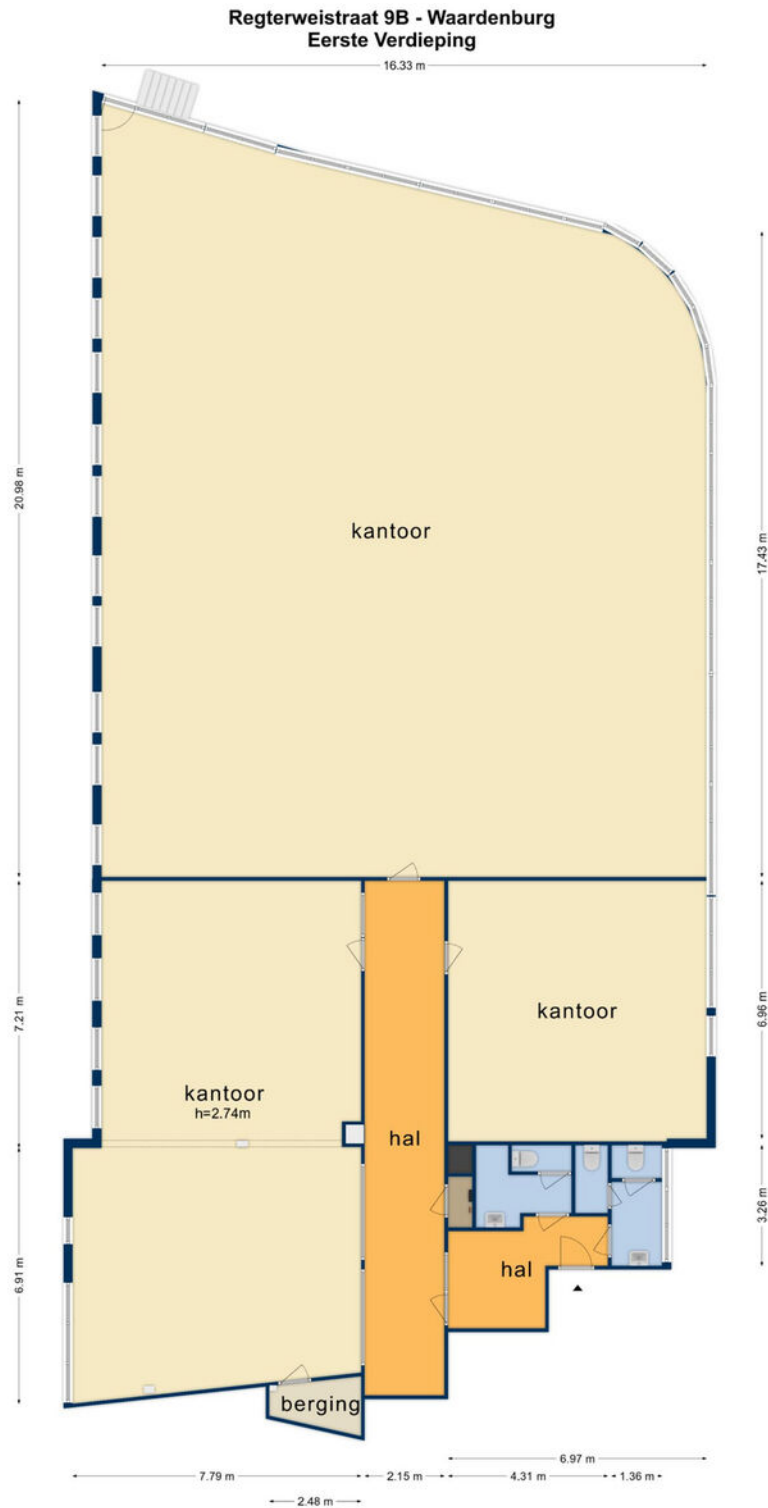 Regterweistraat 9B - Waardenburg
Eerste Verdieping
16.33 m
20.98 m
17.43 m
kantoor
7.21 m
6.96 m
kantoor
kantoor
h=2.74m
hal
3.26 m
6.91 m
hal
berging
6.97 m
7.79 m
2.15 m
4.31 m
1.36 m
2.48 m